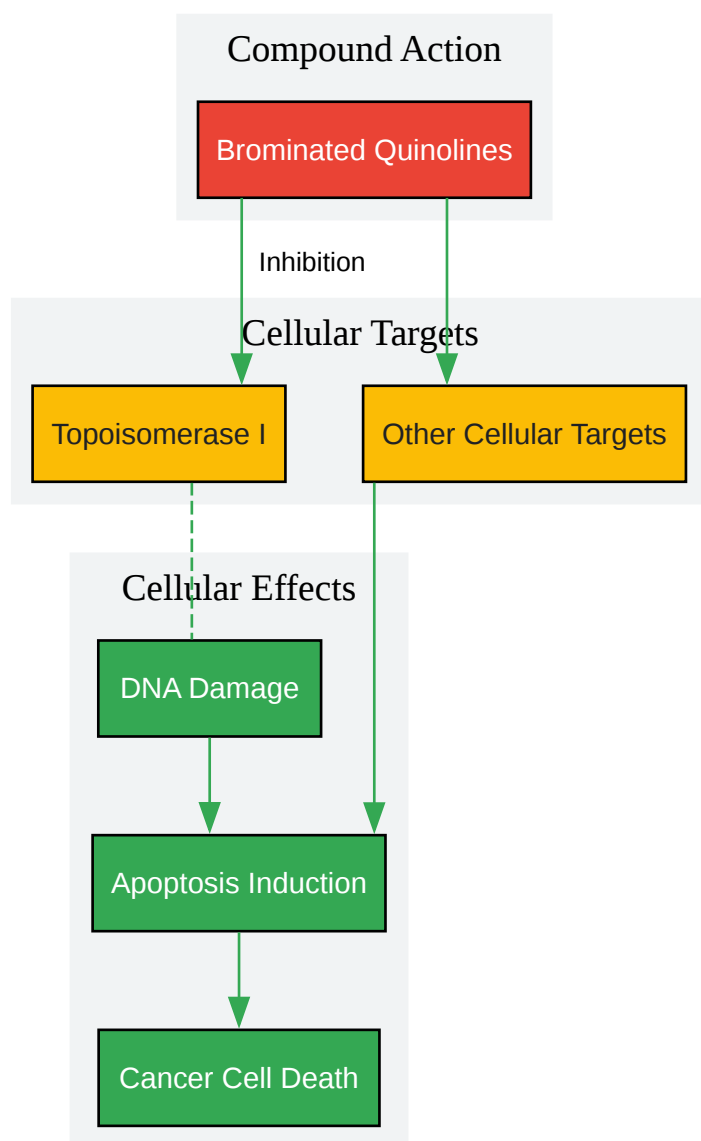 Compound Action
Brominated Quinolines
Inhibition
Cellular Targets
Topoisomerase I
Other Cellular Targets
Cellular Effects
DNA Damage
Apoptosis Induction
Cancer Cell Death